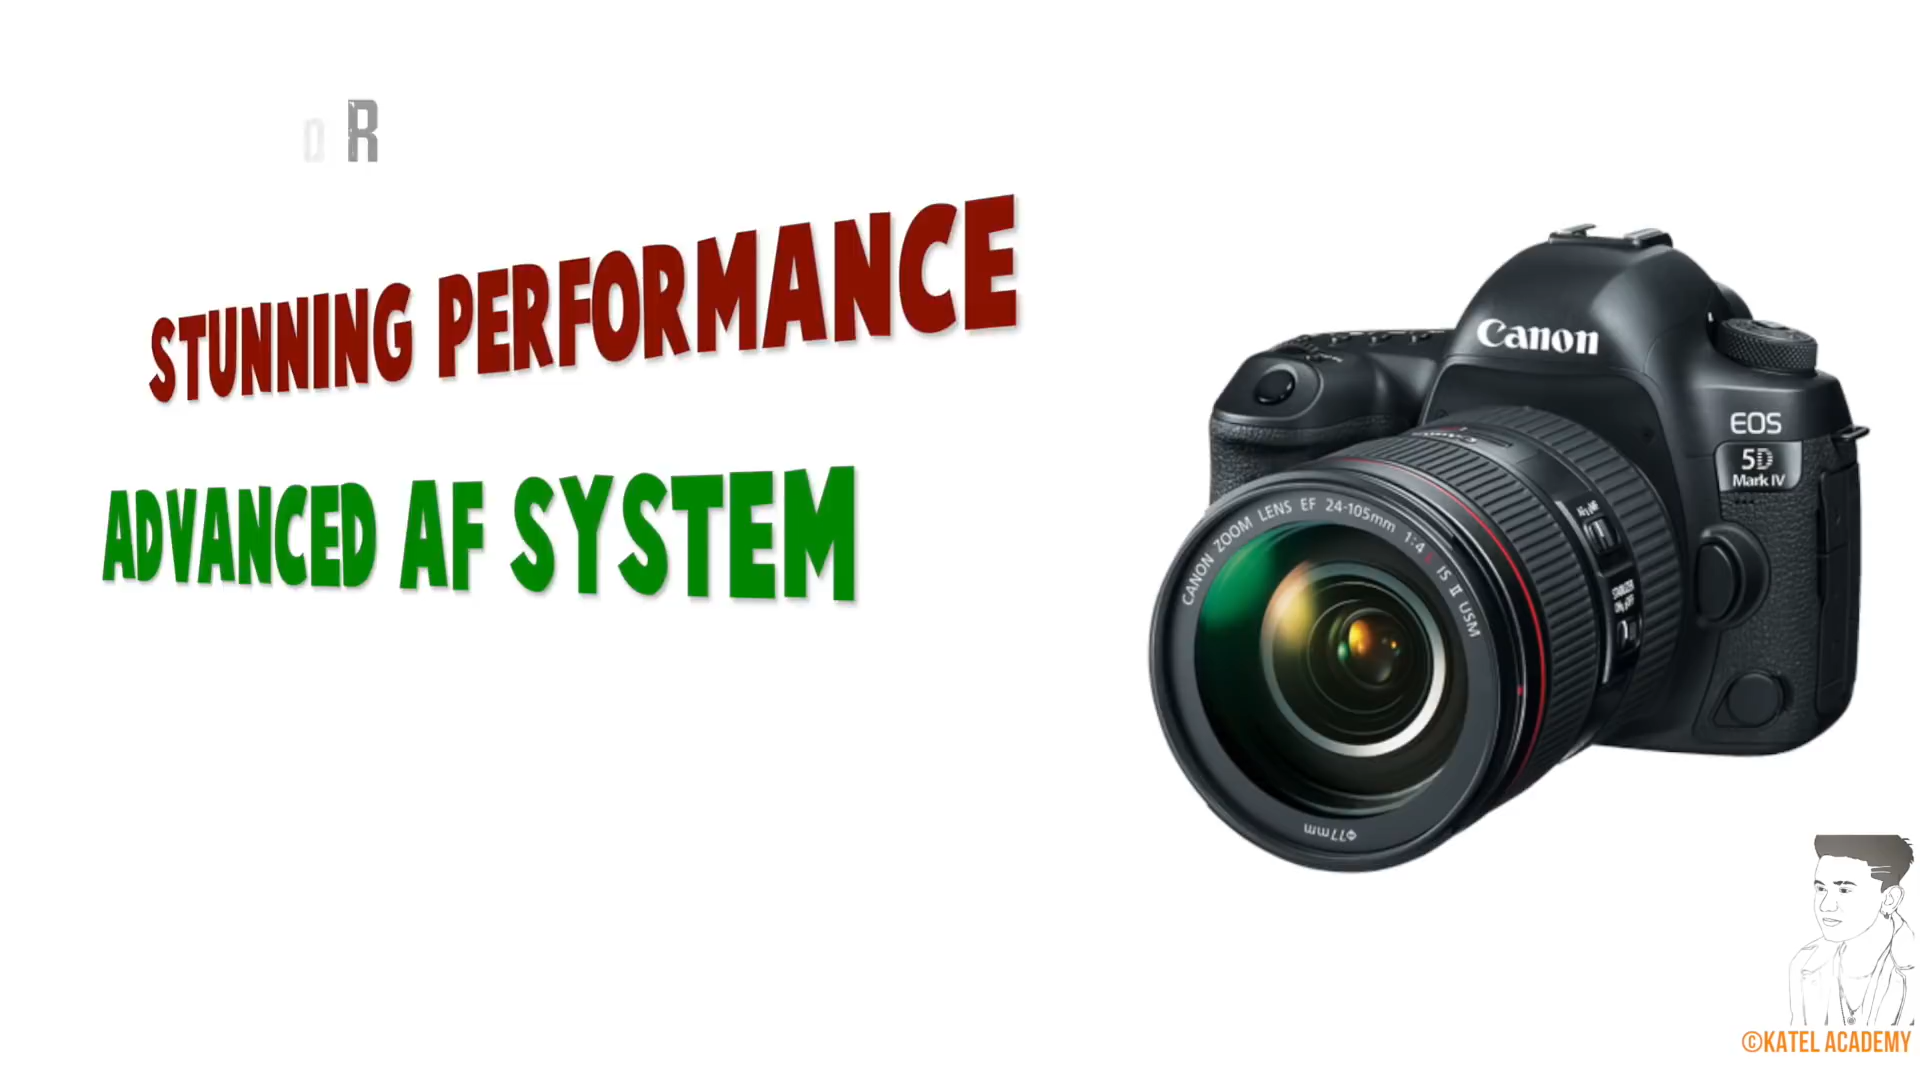 R
STUNNING PERFORMANCE
ADVANCED AF SYSTEM
Canon
EOS
5D
Mark IV
CANON ZOOM LENS EF 24-105mm 1:4 L IS II USM
Φ77mm
©KATEL ACADEMY